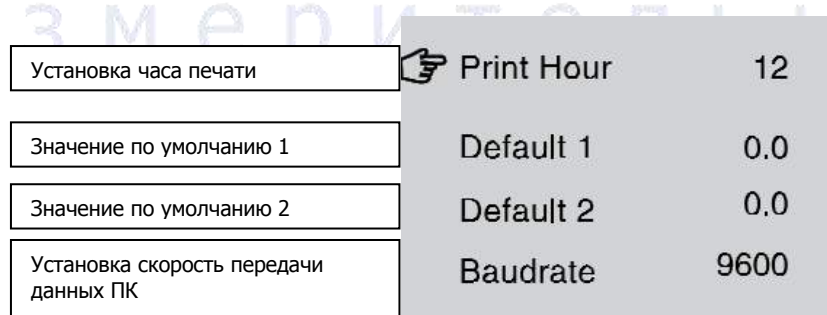 змеритель
Установка часа печати Print Hour 12
Значение по умолчанию 1 Default 1 0.0
Значение по умолчанию 2 Default 2 0.0
Установка скорость передачи
данных ПК Baudrate 9600